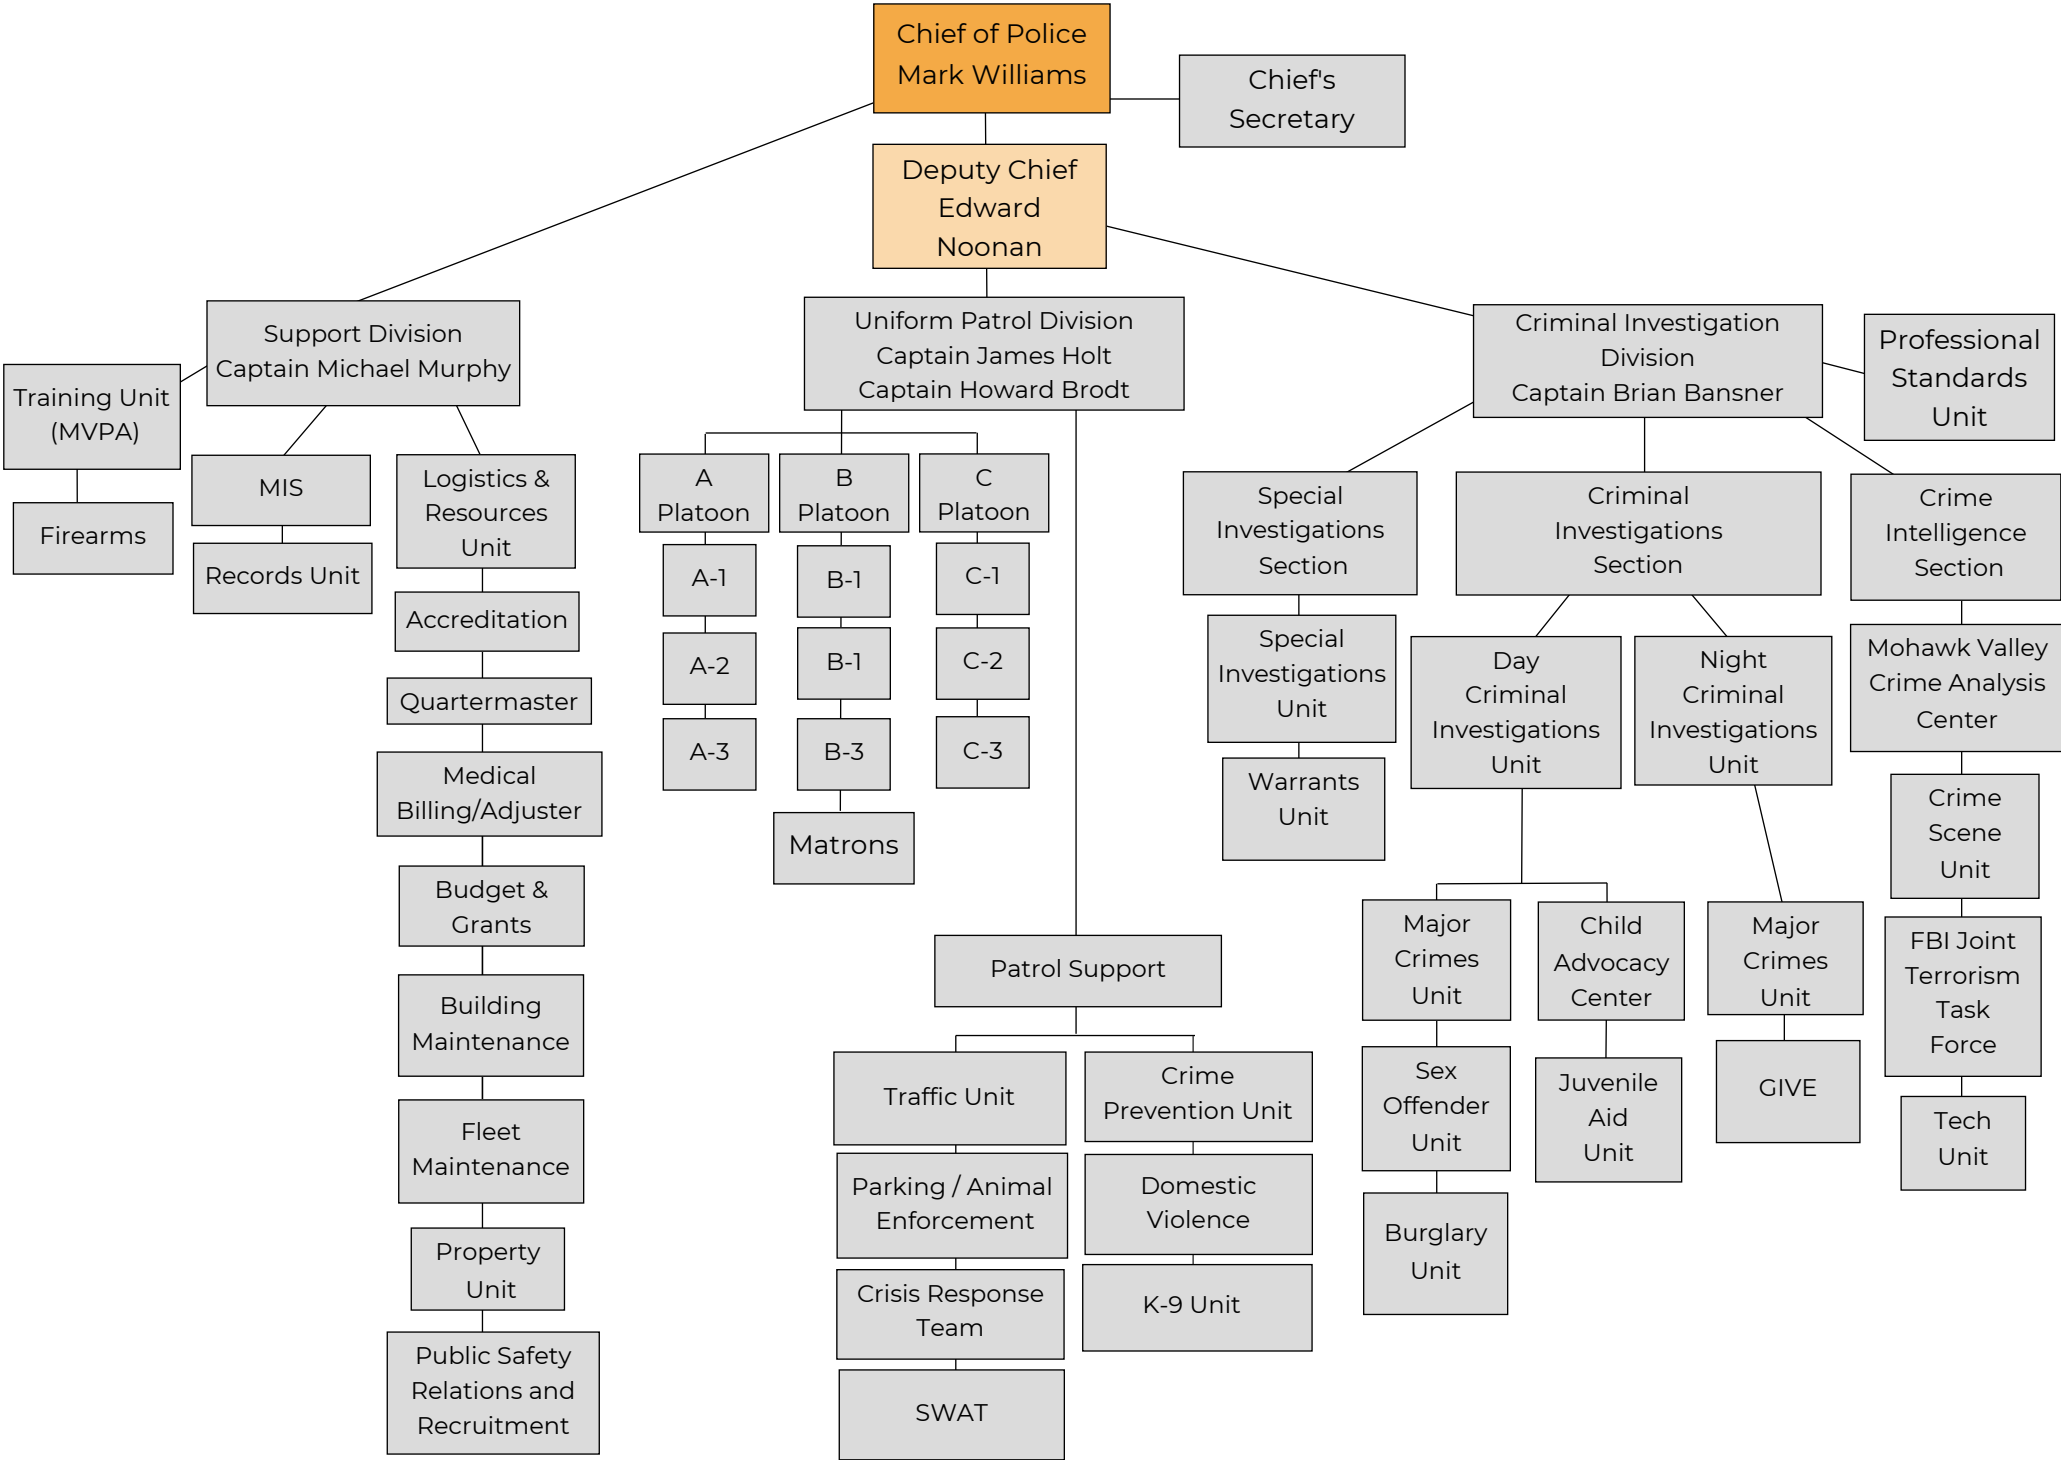 Chief of Police
Mark Williams
Chief's
Secretary
Deputy Chief
Edward
Noonan
Support Division
Captain Michael Murphy
Training Unit
(MVPA)
Firearms
MIS
Records Unit
Logistics &
Resources
Unit
Accreditation
Quartermaster
Medical
Billing/Adjuster
Budget &
Grants
Building
Maintenance
Fleet
Maintenance
Property
Unit
Public Safety
Relations and
Recruitment
Uniform Patrol Division
Captain James Holt
Captain Howard Brodt
A
Platoon
A-1
A-2
A-3
B
Platoon
B-1
B-1
B-3
Matrons
C
Platoon
C-1
C-2
C-3
Patrol Support
Traffic Unit
Parking / Animal
Enforcement
Crisis Response
Team
SWAT
Crime
Prevention Unit
Domestic
Violence
K-9 Unit
Criminal Investigation
Division
Captain Brian Bansner
Professional
Standards
Unit
Special
Investigations
Section
Special
Investigations
Unit
Warrants
Unit
Criminal
Investigations
Section
Day
Criminal
Investigations
Unit
Major
Crimes
Unit
Sex
Offender
Unit
Burglary
Unit
Child
Advocacy
Center
Juvenile
Aid
Unit
Night
Criminal
Investigations
Unit
Major
Crimes
Unit
GIVE
Crime
Intelligence
Section
Mohawk Valley
Crime Analysis
Center
Crime
Scene
Unit
FBI Joint
Terrorism
Task
Force
Tech
Unit